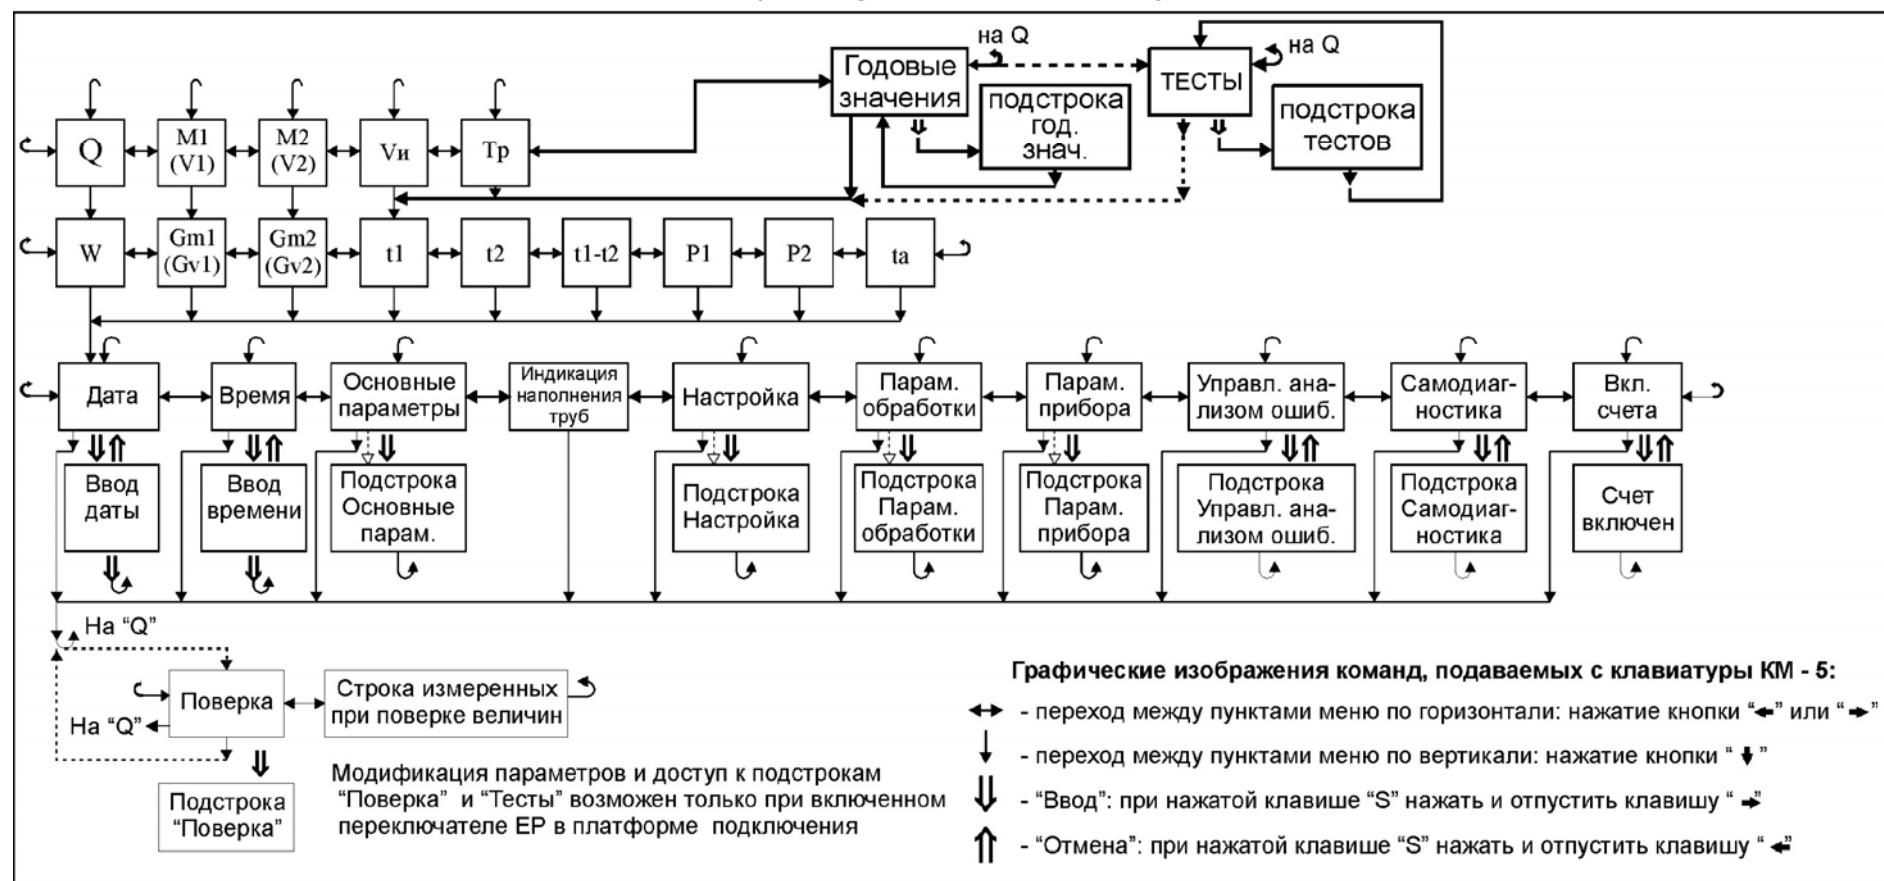 на Q
на Q
Годовые
значения
ТЕСТЫ
подстрока
год.
знач.
подстрока
тестов
Q
M1
(V1)
M2
(V2)
Vи
Тр
W
Gm1
(Gv1)
Gm2
(Gv2)
t1
t2
t1-t2
P1
P2
ta
Дата
Время
Основные
параметры
Индикация
наполнения
труб
Настройка
Парам.
обработки
Парам.
прибора
Управл. ана-
лизом ошиб.
Самодиаг-
ностика
Вкл.
счета
Ввод
даты
Ввод
времени
Подстрока
Основные
парам.
Подстрока
Настройка
Подстрока
Парам.
обработки
Подстрока
Парам.
прибора
Подстрока
Управл. ана-
лизом ошиб.
Подстрока
Самодиаг-
ностика
Счет
включен
На “Q”
Поверка
Строка измеренных
при поверке величин
На “Q”
Подстрока
“Поверка”
Модификация параметров и доступ к подстрокам
“Поверка” и “Тесты” возможен только при включенном
переключателе EP в платформе подключения
Графические изображения команд, подаваемых с клавиатуры КМ - 5:
- переход между пунктами меню по горизонтали: нажатие кнопки “←” или “→”
- переход между пунктами меню по вертикали: нажатие кнопки “↓”
- “Ввод”: при нажатой клавише “S” нажать и отпустить клавишу “→”
- “Отмена”: при нажатой клавише “S” нажать и отпустить клавишу “←”